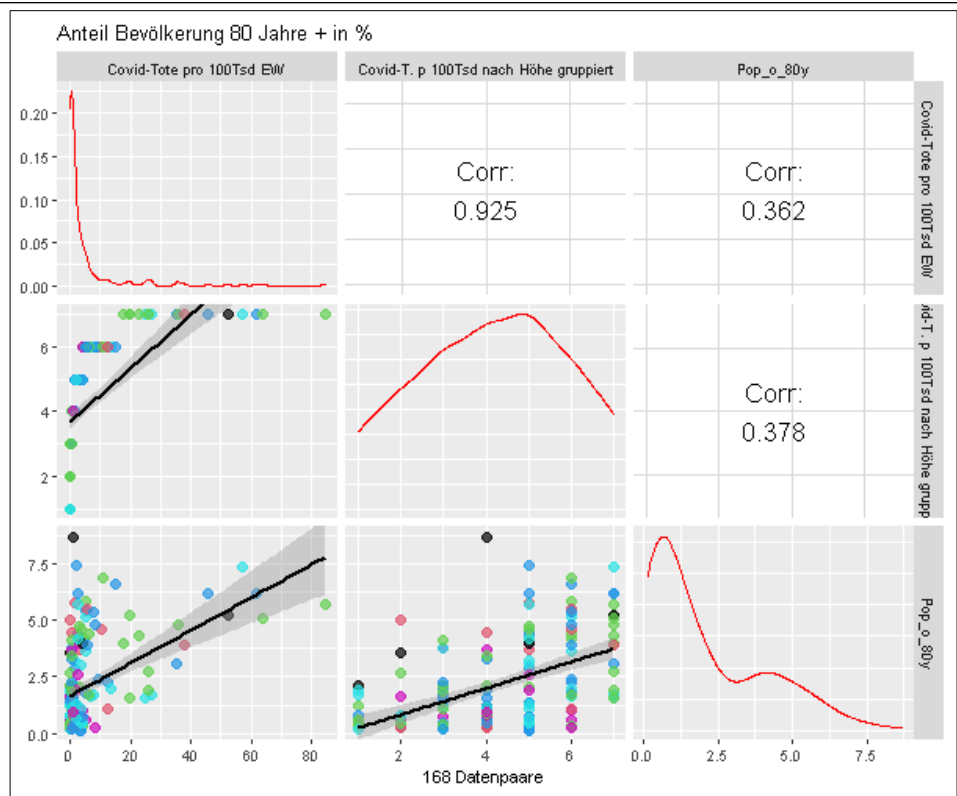 Anteil Bevölkerung 80 Jahre + in %
Covid-Tote pro 100Tsd EW
Covid-T. p 100Tsd nach Höhe gruppiert
Pop_o_80y
0.20
0.15
0.10
0.05
0.00
Corr:
0.925
Corr:
0.362
Covid-Tote pro 100Tsd EW
6
4
2
Corr:
0.378
vid-T. p 100Tsd nach Höhe grupp
7.5
5.0
2.5
0.0
Pop_o_80y
0 20 40 60 80
2 4 6
0.0 2.5 5.0 7.5
168 Datenpaare